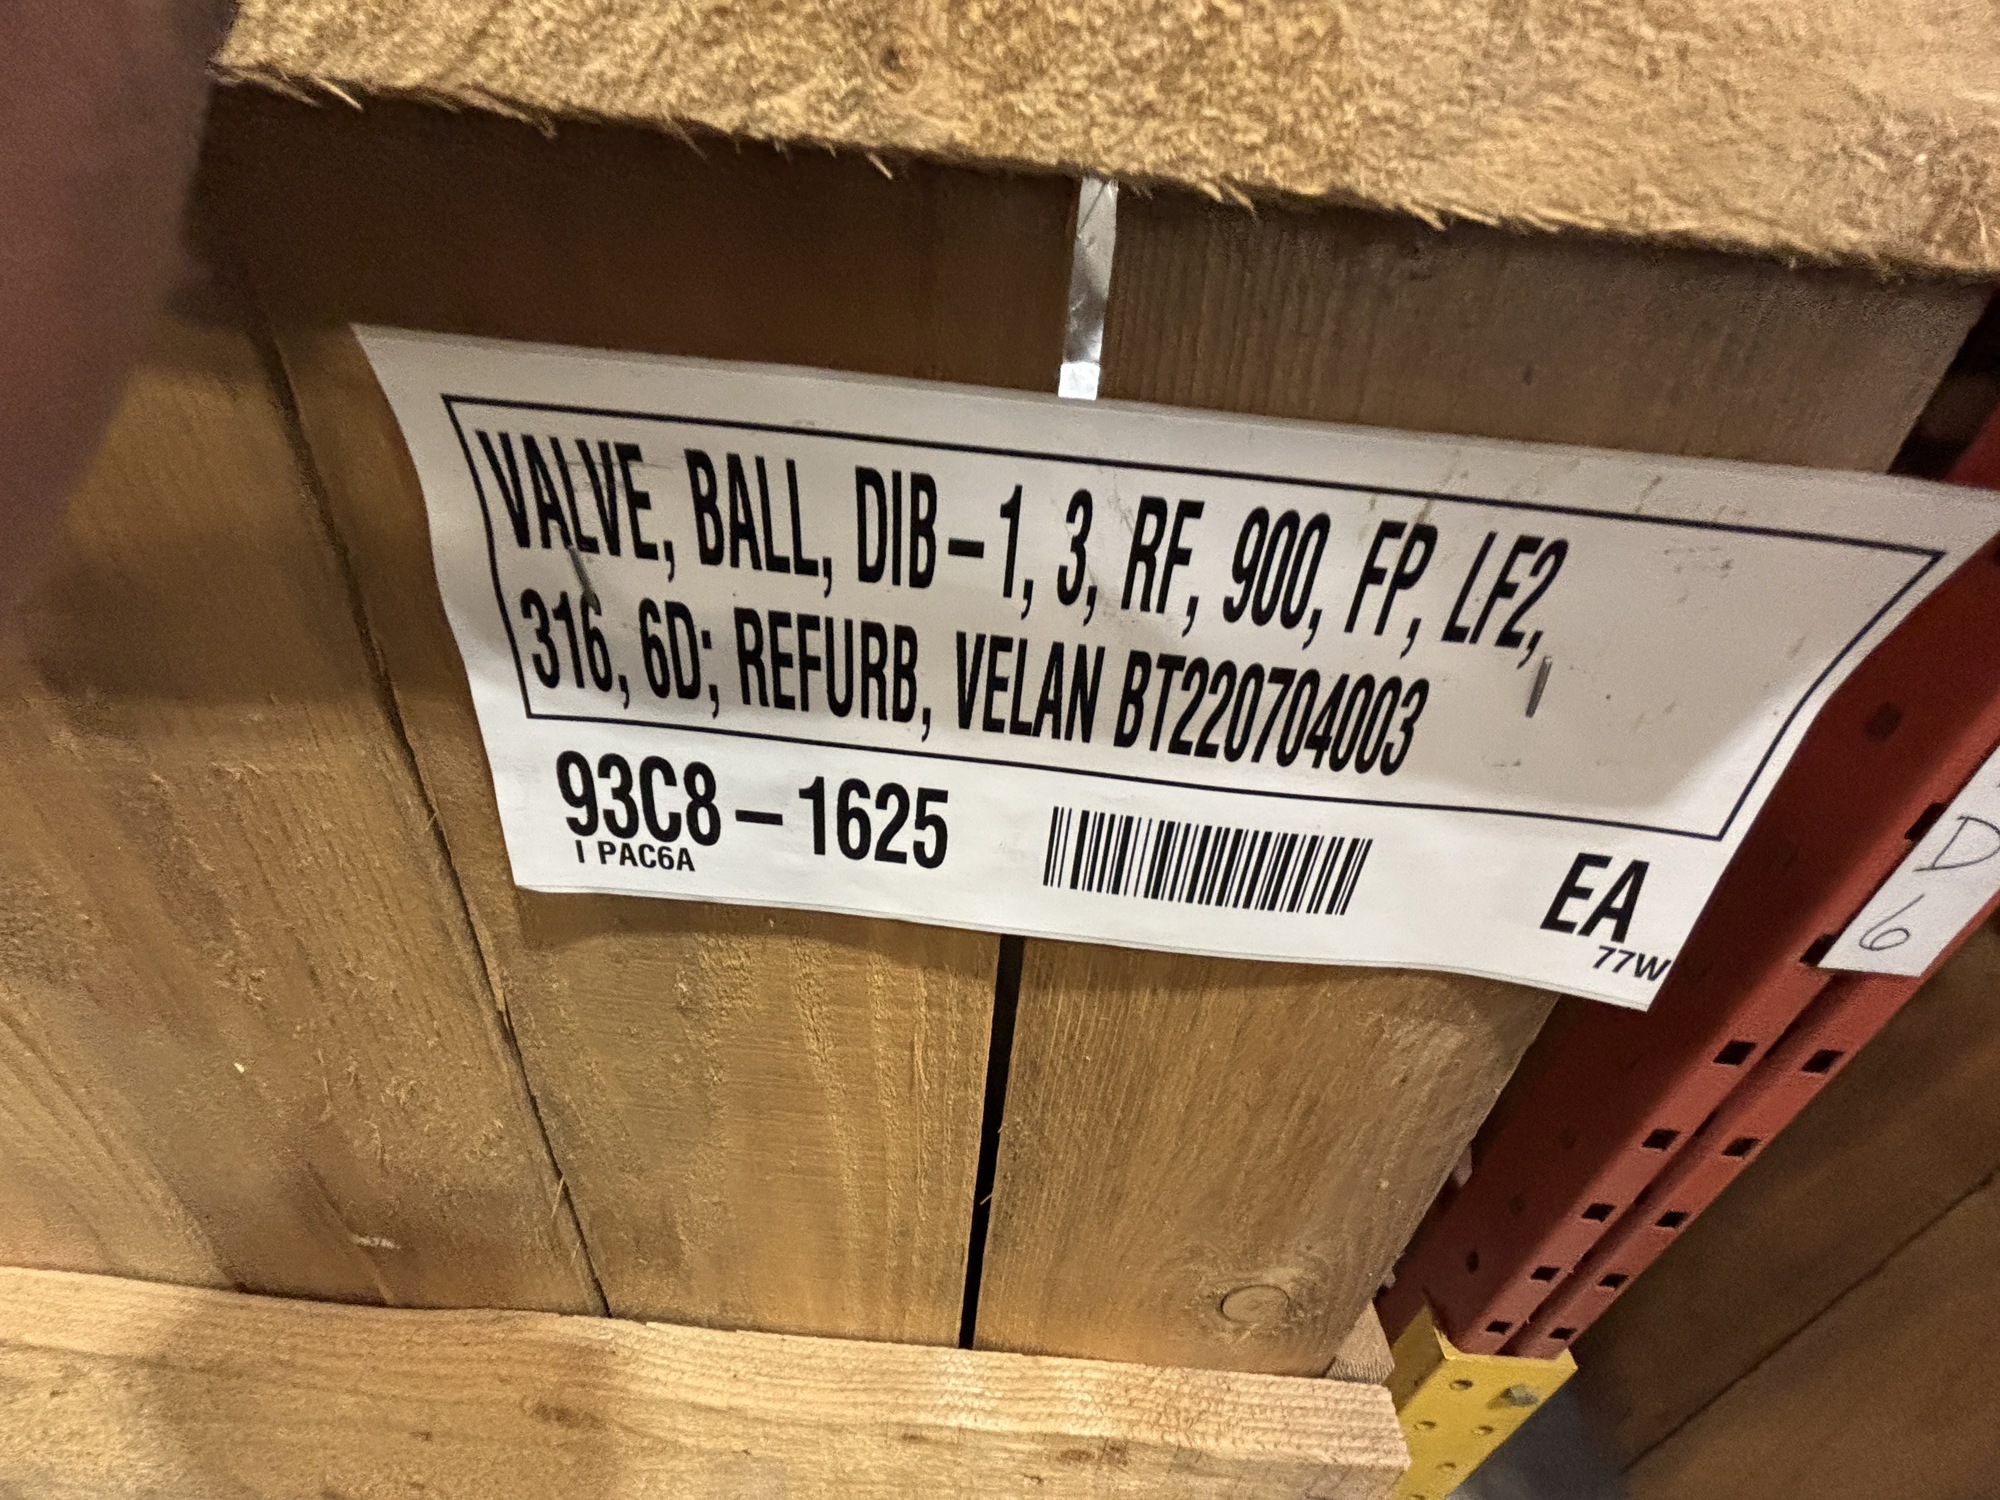 VALVE, BALL, DIB-1, 3, RF, 900, FP, LF2,
316, 6D; REFURB, VELAN BT220704003
93C8-1625
I PAC6A
EA
77W
D
6